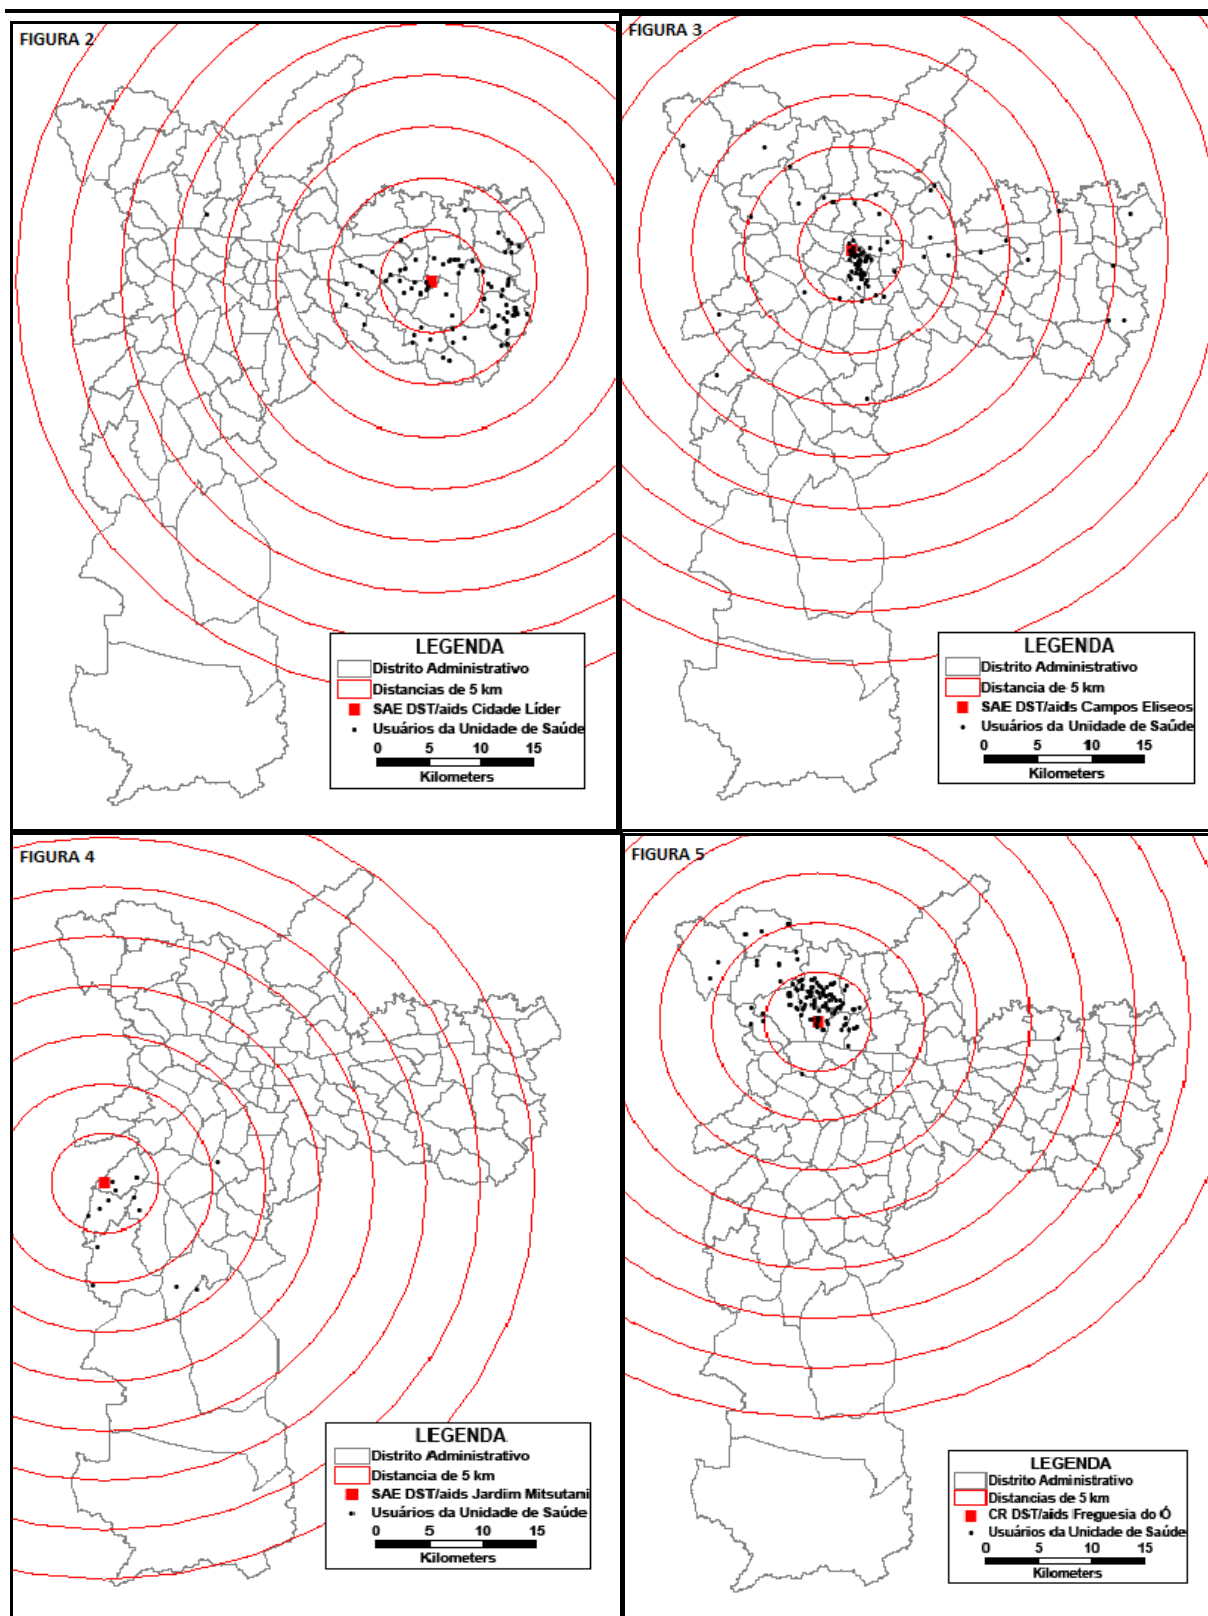 FIGURA 2
LEGENDA
Distrito Administrativo
Distancias de 5 km
SAE DST/aids Cidade Líder
Usuários da Unidade de Saúde
0 5 10 15
Kilometers
FIGURA 3
LEGENDA
Distrito Administrativo
Distancia de 5 km
SAE DST/aids Campos Eliseos
Usuários da Unidade de Saúde
0 5 10 15
Kilometers
FIGURA 4
LEGENDA
Distrito Administrativo
Distancia de 5 km
SAE DST/aids Jardim Mitsutani
Usuários da Unidade de Saúde
0 5 10 15
Kilometers
FIGURA 5
LEGENDA
Distrito Administrativo
Distancias de 5 km
CR DST/aids Freguesia do Ó
Usuários da Unidade de Saúde
0 5 10 15
Kilometers